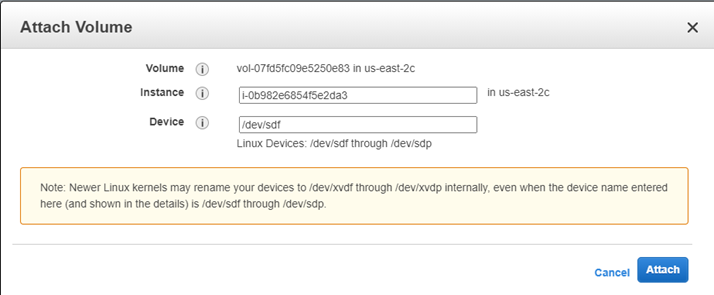 Attach Volume
Volume vol-07fd5fc09e5250e83 in us-east-2c
Instance i-0b982e6854f5e2da3 in us-east-2c
Device /dev/sdf
Linux Devices: /dev/sdf through /dev/sdp
Note: Newer Linux kernels may rename your devices to /dev/xvdf through /dev/xvdp internally, even when the device name entered
here (and shown in the details) is /dev/sdf through /dev/sdp.
Cancel Attach